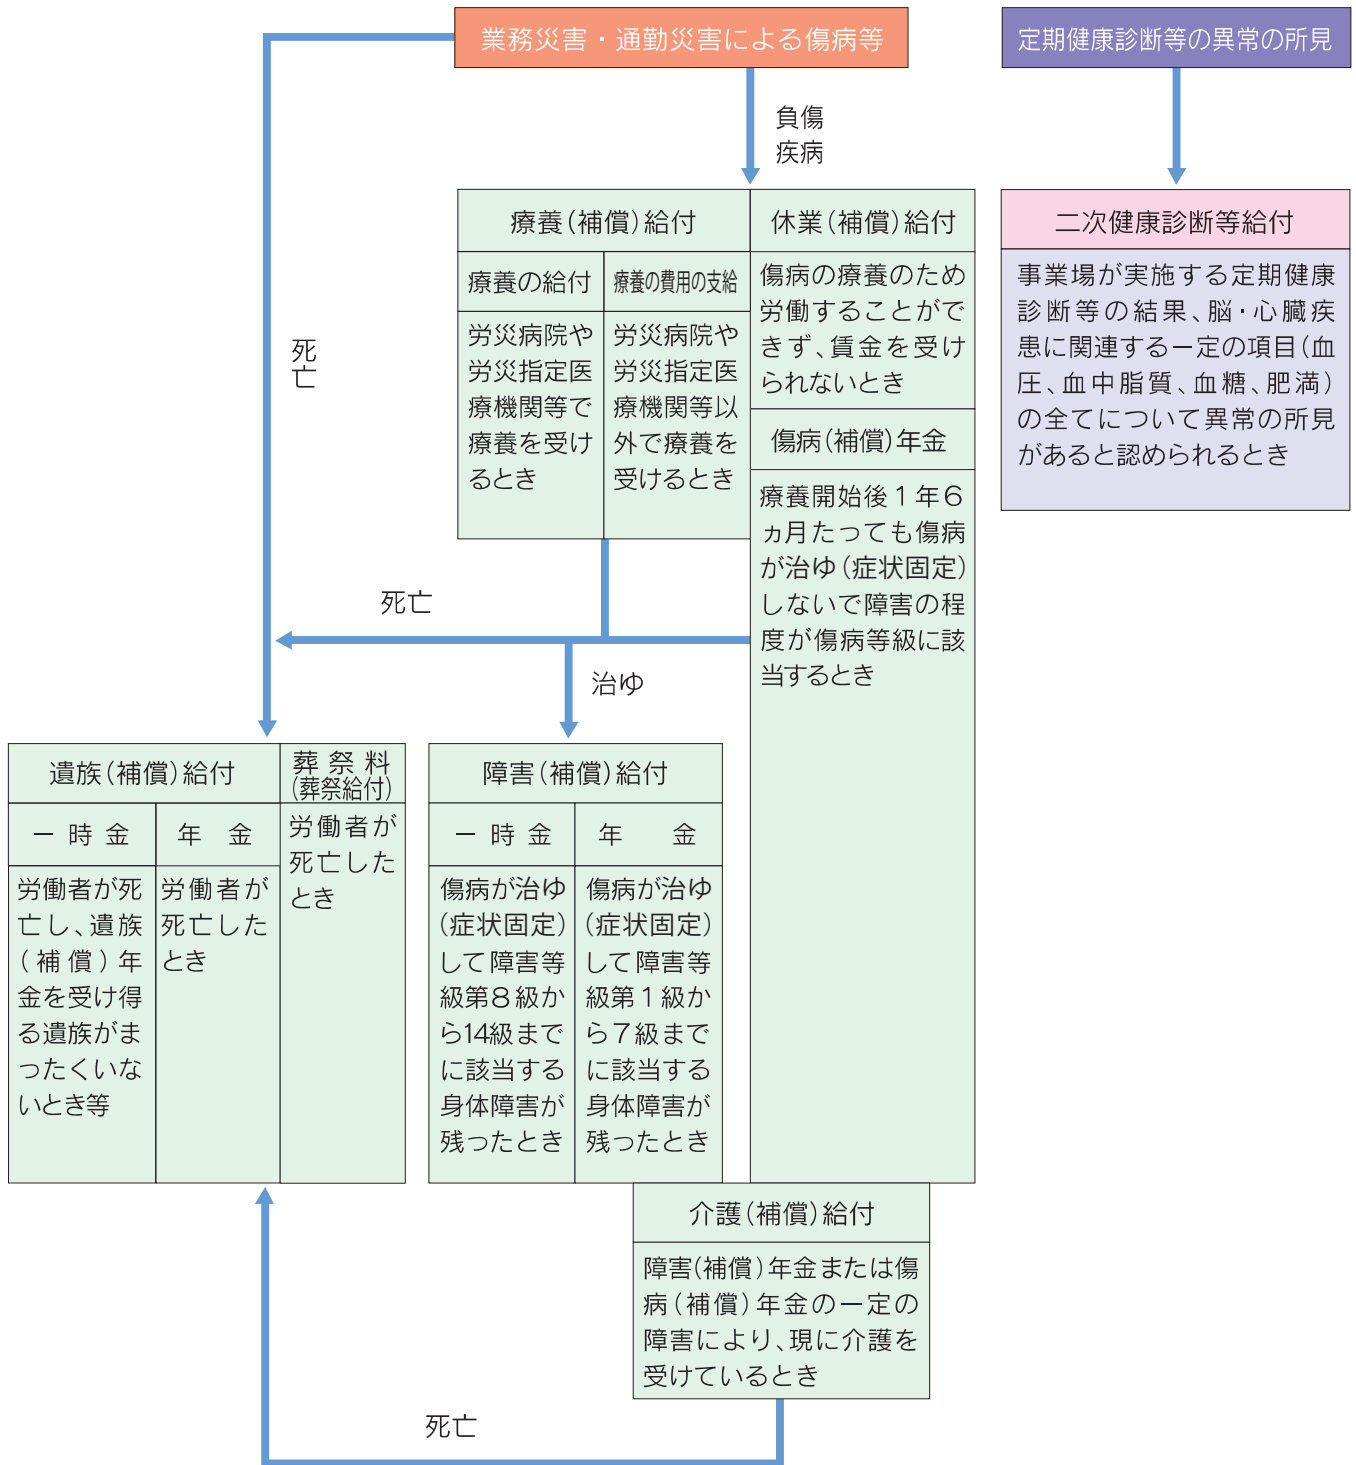 業務災害・通勤災害による傷病等
定期健康診断等の異常の所見
負傷
疾病
死亡
療養(補償)給付
療養の給付
労災病院や
労災指定医
療機関等で
療養を受け
るとき
療養の費用の支給
労災病院や
労災指定医
療機関等以
外で療養を
受けるとき
休業(補償)給付
傷病の療養のため
労働することがで
きず、賃金を受け
られないとき
傷病(補償)年金
療養開始後1年6
ヵ月たっても傷病
が治ゆ(症状固定)
しないで障害の程
度が傷病等級に該
当するとき
二次健康診断等給付
事業場が実施する定期健康
診断等の結果、脳・心臓疾
患に関連する一定の項目(血
圧、血中脂質、血糖、肥満)
の全てについて異常の所見
があると認められるとき
死亡
治ゆ
遺族(補償)給付
一時金
労働者が死
亡し、遺族
(補償)年
金を受け得
る遺族がま
ったくいな
いとき等
年 金
労働者が
死亡した
とき
葬祭料
(葬祭給付)
労働者が
死亡した
とき
障害(補償)給付
一時金
傷病が治ゆ
(症状固定)
して障害等
級第8級か
ら14級まで
に該当する
身体障害が
残ったとき
年 金
傷病が治ゆ
(症状固定)
して障害等
級第1級か
ら7級まで
に該当する
身体障害が
残ったとき
介護(補償)給付
障害(補償)年金または傷
病(補償)年金の一定の
障害により、現に介護を
受けているとき
死亡